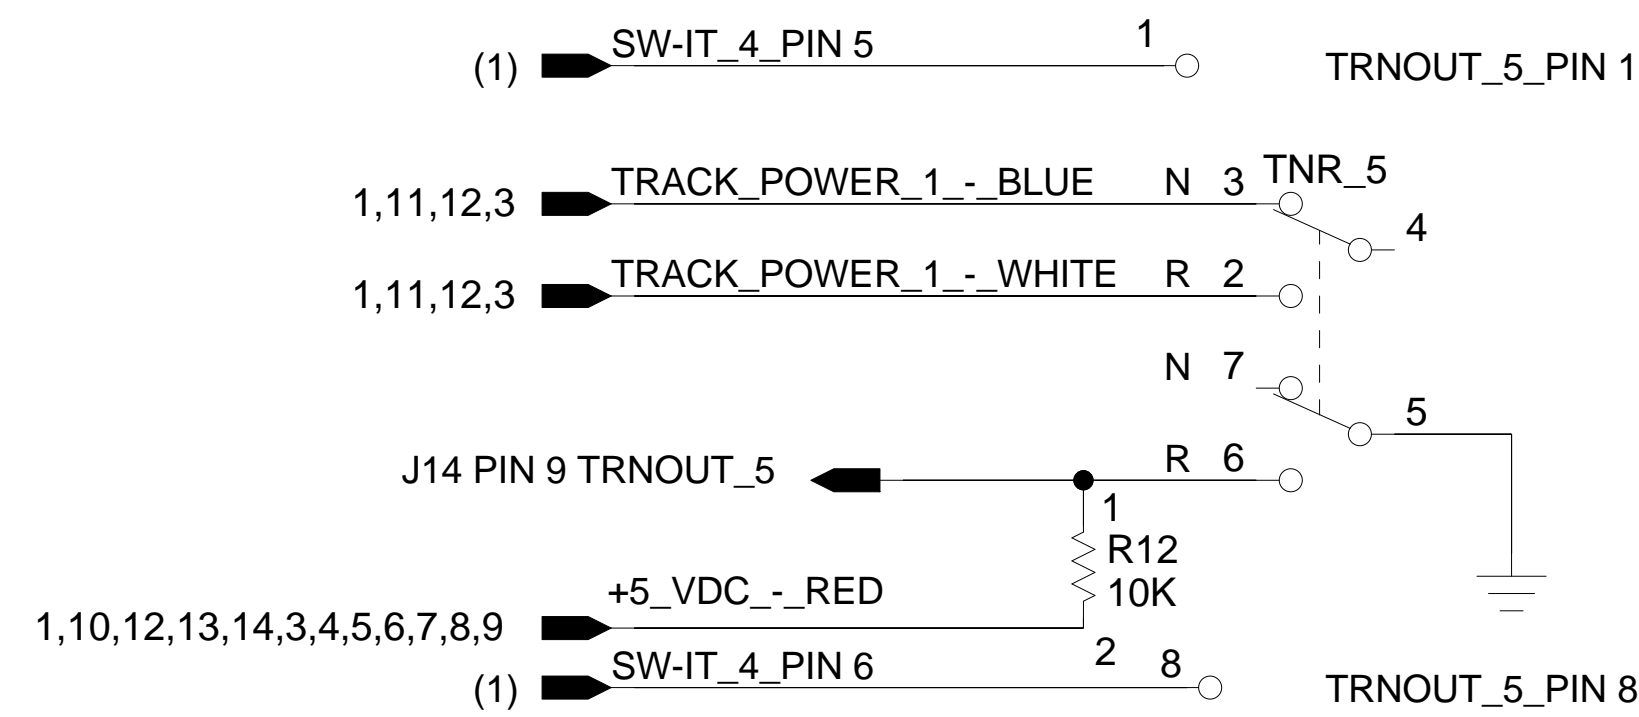 SW-IT_4_PIN 5 1
(1) TRNOUT_5_PIN 1
TRACK_POWER_1_-_BLUE N 3 TNR_5
1,11,12,3 4
TRACK_POWER_1_-_WHITE R 2
1,11,12,3
N 7
5
J14 PIN 9 TRNOUT_5 R 6
1
R12
10K
+5_VDC_-_RED
1,10,12,13,14,3,4,5,6,7,8,9
SW-IT_4_PIN 6 2 8
(1) TRNOUT_5_PIN 8